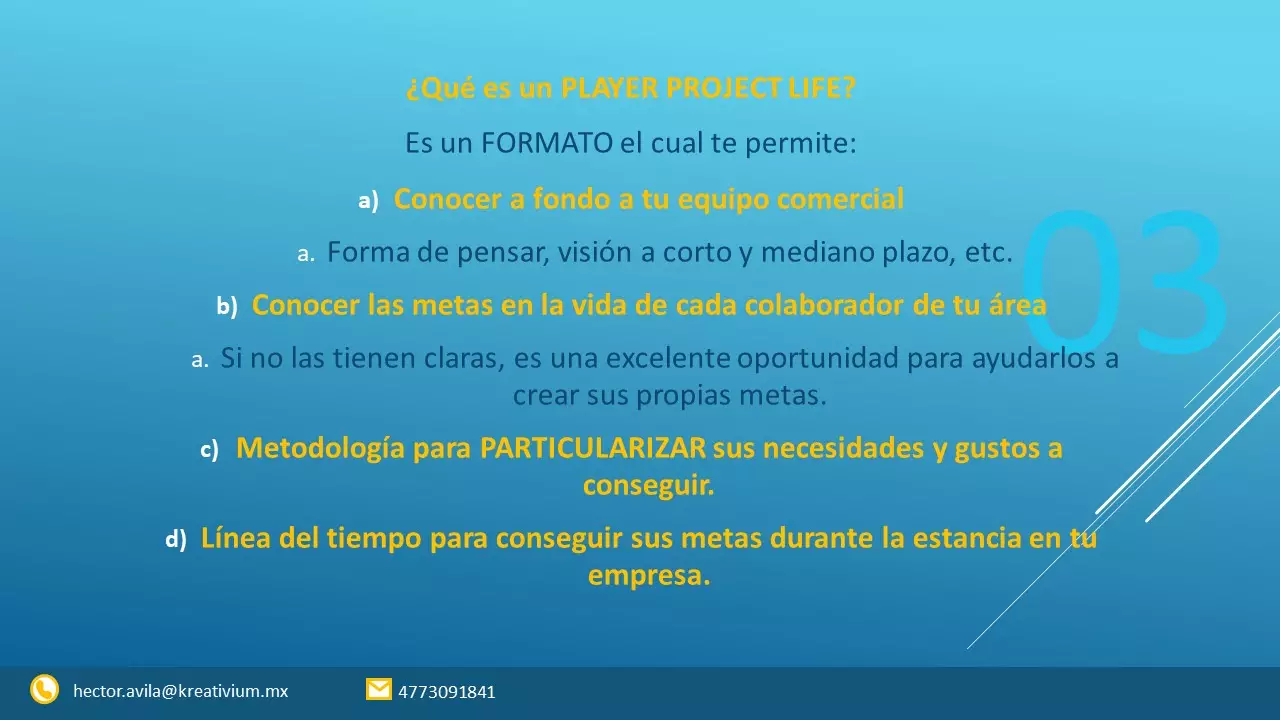 ¿Qué es un PLAYER PROJECT LIFE?
Es un FORMATO el cual te permite:
a) Conocer a fondo a tu equipo comercial
a. Forma de pensar, visión a corto y mediano plazo, etc.
03
b) Conocer las metas en la vida de cada colaborador de tu área
a. Si no las tienen claras, es una excelente oportunidad para ayudarlos a
crear sus propias metas.
c) Metodología para PARTICULARIZAR sus necesidades y gustos a
conseguir.
d) Línea del tiempo para conseguir sus metas durante la estancia en tu
empresa.
hector.avila@kreativium.mx
4773091841